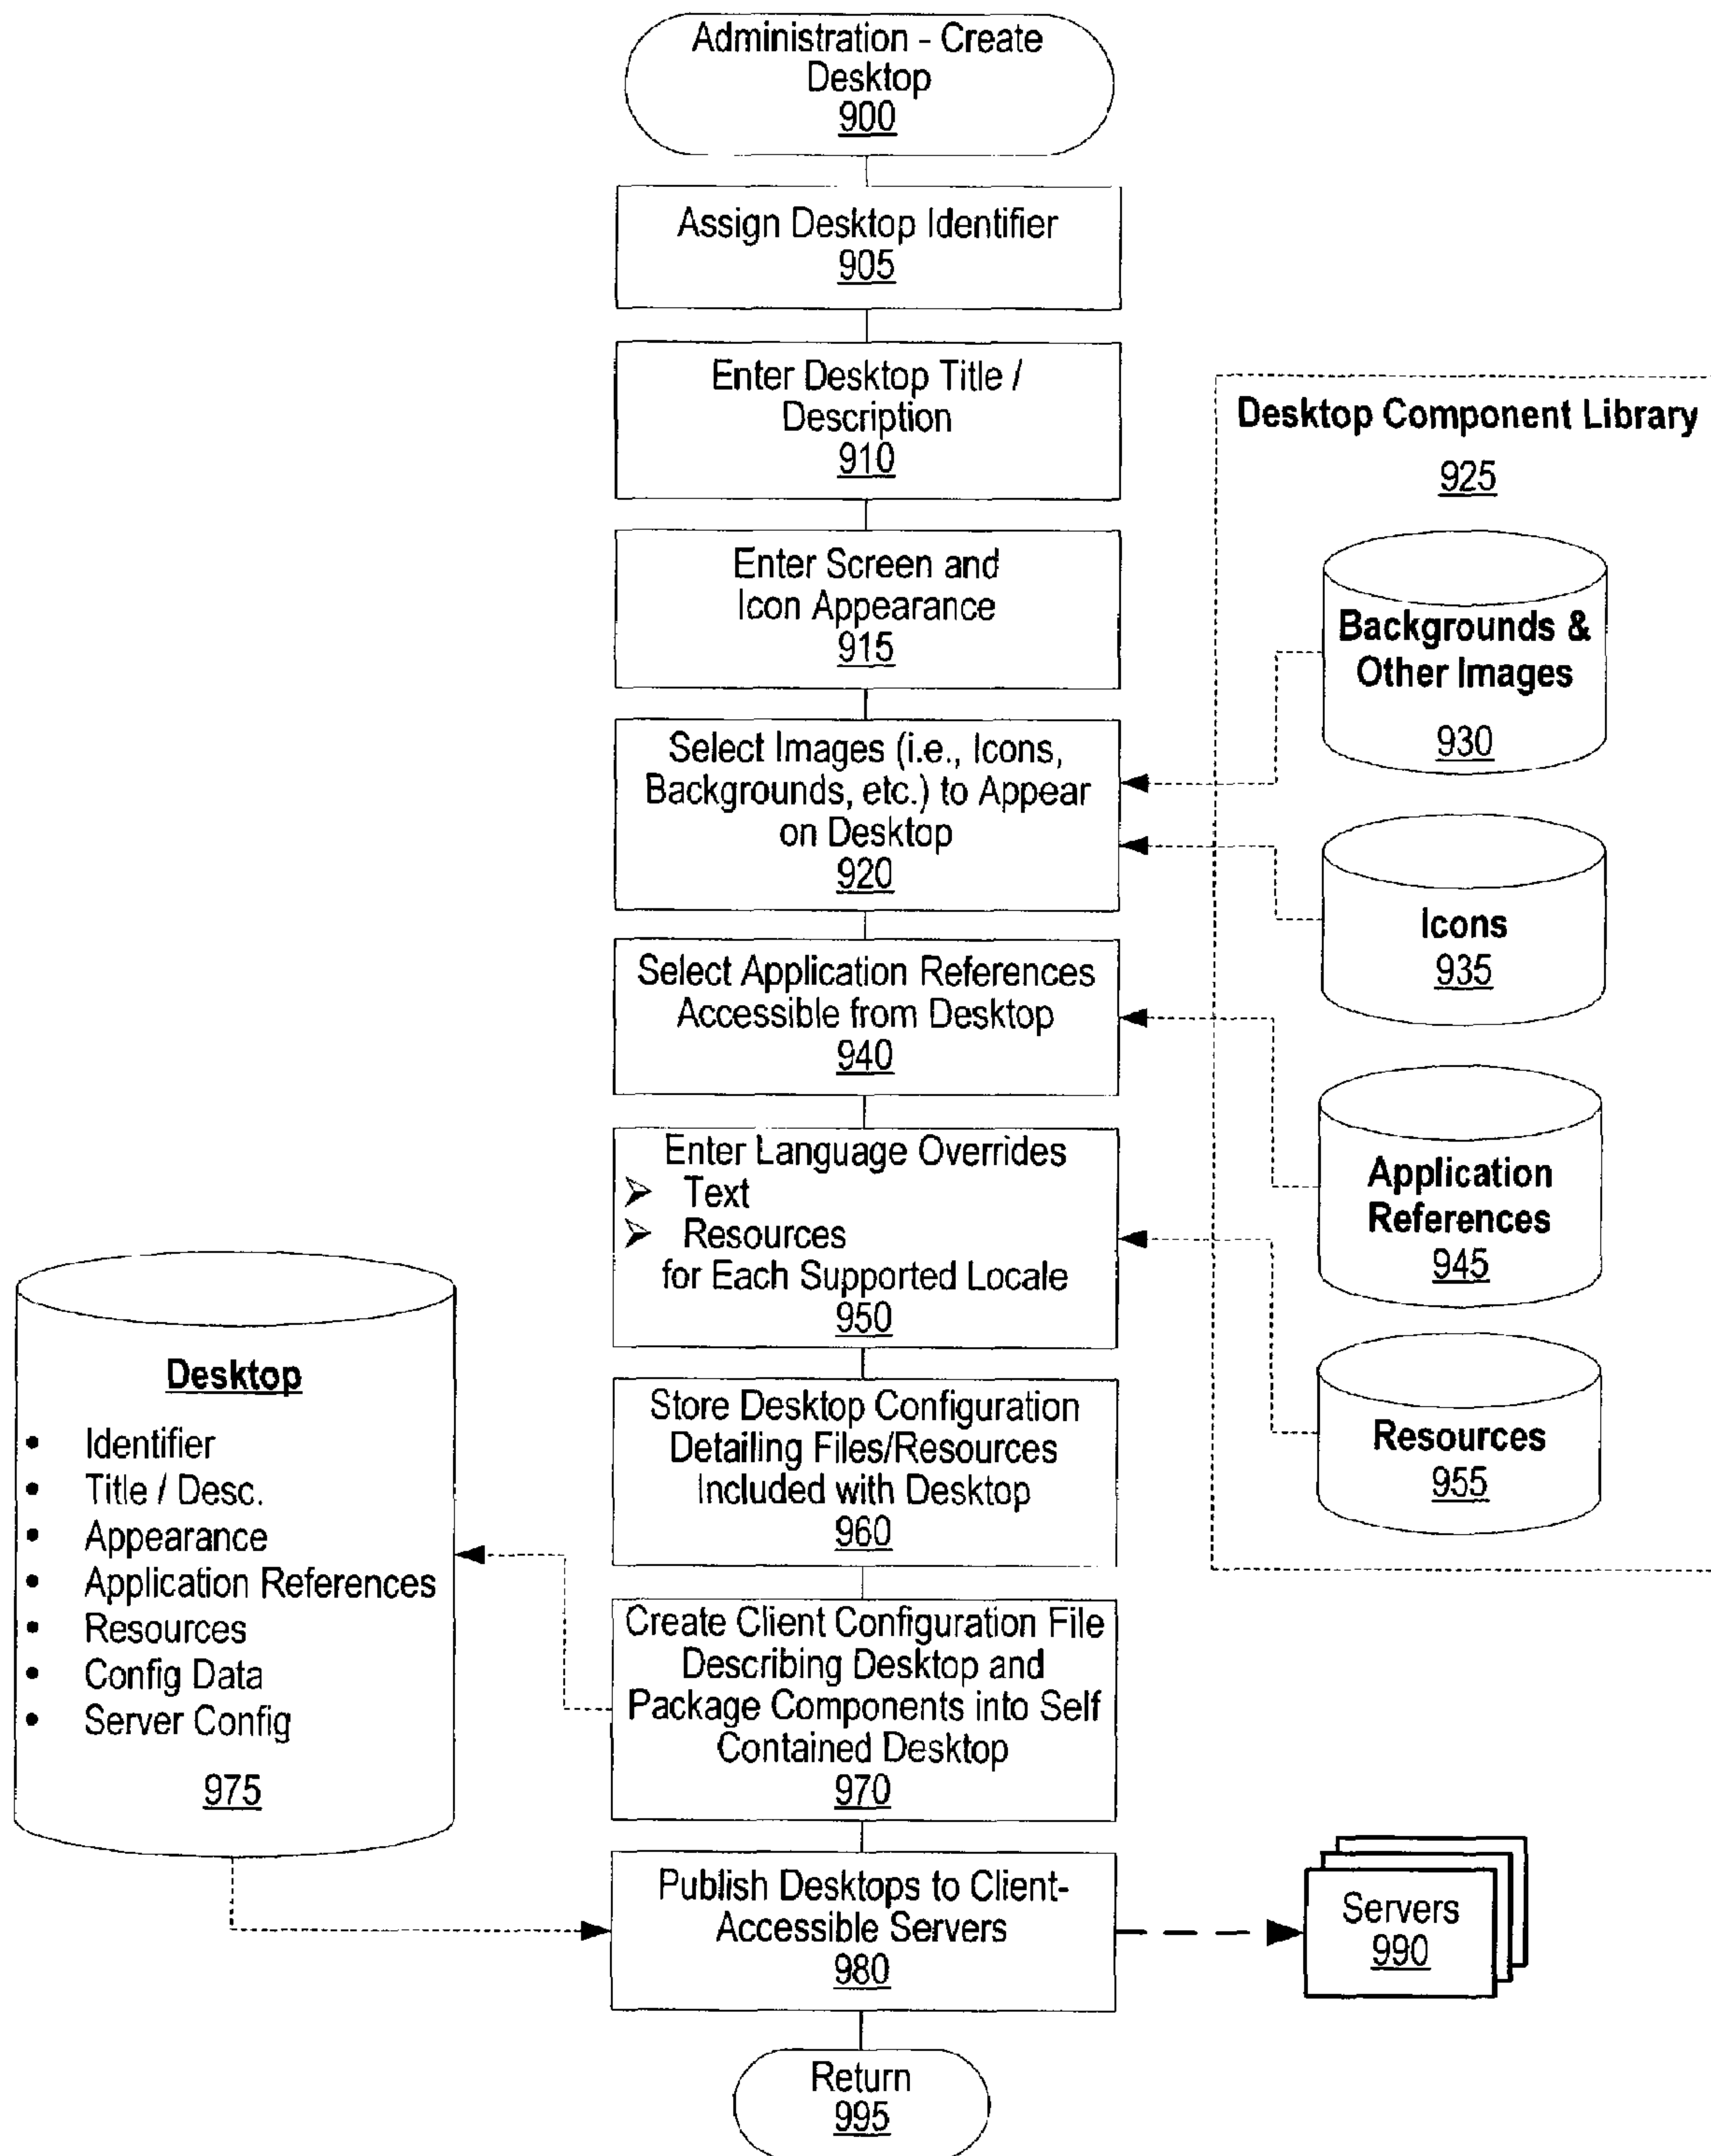 Administration - Create
Desktop
900
Assign Desktop Identifier
905
Enter Desktop Title /
Description
910
Enter Screen and
Icon Appearance
915
Select Images (i.e., Icons,
Backgrounds, etc.) to Appear
on Desktop
920
Select Application References
Accessible from Desktop
940
Enter Language Overrides
➢ Text
➢ Resources
for Each Supported Locale
950
Store Desktop Configuration
Detailing Files/Resources
Included with Desktop
960
Create Client Configuration File
Describing Desktop and
Package Components into Self
Contained Desktop
970
Publish Desktops to Client-
Accessible Servers
980
Return
995
Desktop Component Library
925
Backgrounds &
Other Images
930
Icons
935
Application
References
945
Resources
955
Desktop
• Identifier
• Title / Desc.
• Appearance
• Application References
• Resources
• Config Data
• Server Config
975
Servers
990